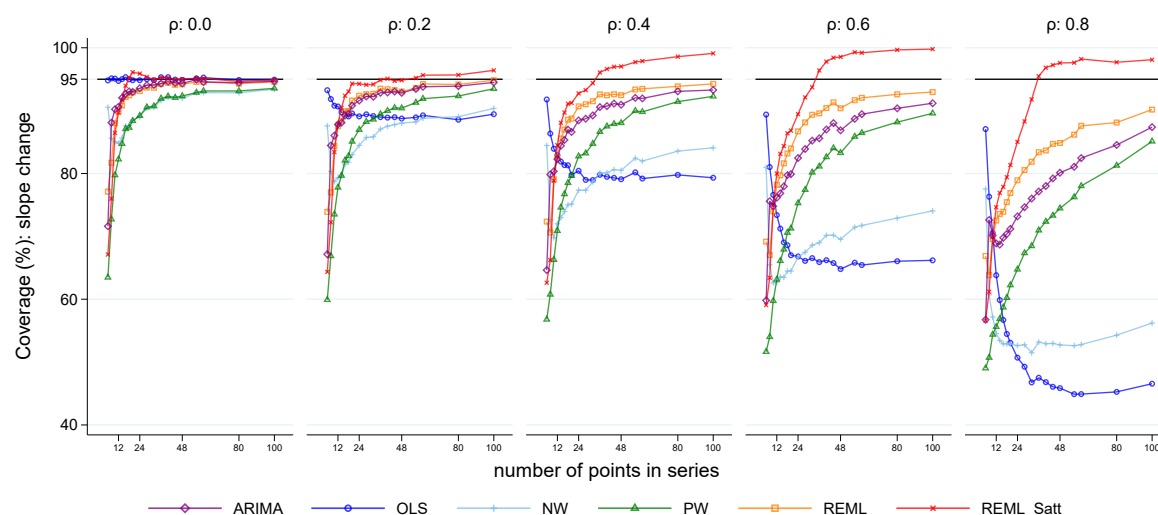 ρ: 0.0 ρ: 0.2 ρ: 0.4 ρ: 0.6 ρ: 0.8
Coverage (%): slope change
100
95
80
60
40
12 24 48 80 100 12 24 48 80 100 12 24 48 80 100 12 24 48 80 100 12 24 48 80 100
number of points in series
ARIMA OLS NW PW REML REML_Satt